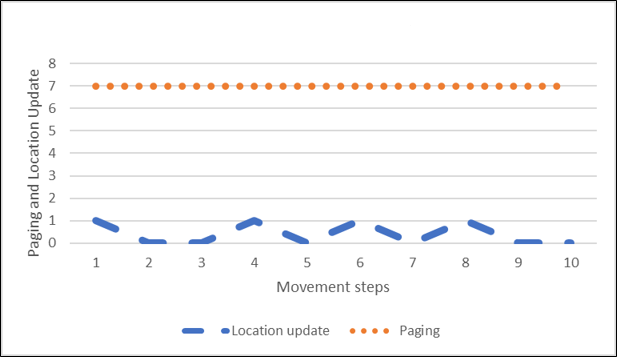 Paging and Location Update
8
7
6
5
4
3
2
1
0
1 2 3 4 5 6 7 8 9 10
Movement steps
Location update Paging